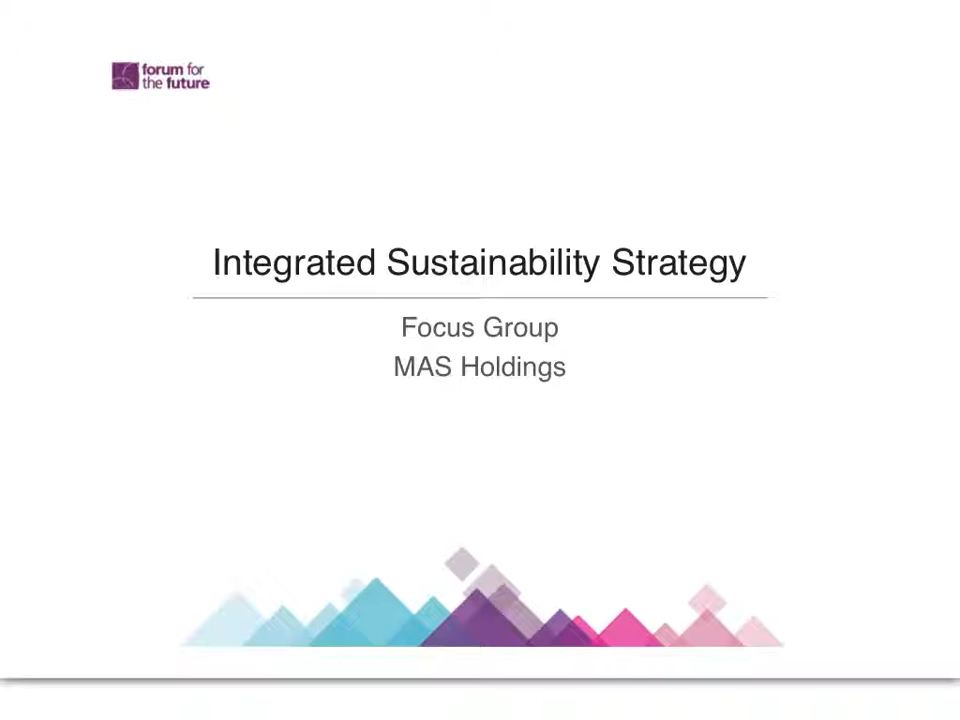 forum for
the future
Integrated Sustainability Strategy
Focus Group
MAS Holdings